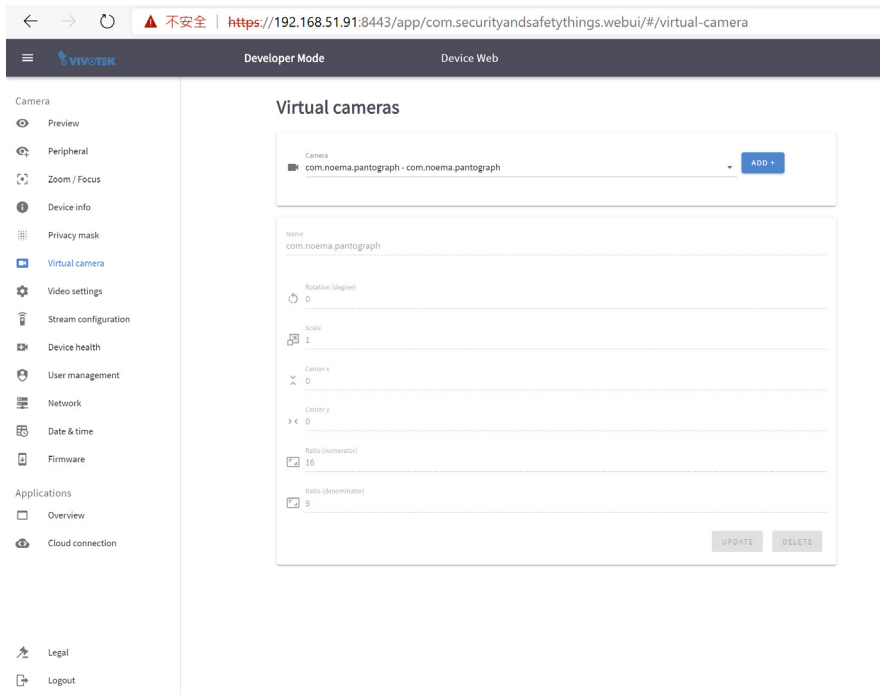 不安全 https://192.168.51.91:8443/app/com.securityandsafetythings.webui/#/virtual-camera
VIVOTEK Developer Mode Device Web
Camera
Preview
Peripheral
Zoom / Focus
Device info
Privacy mask
Virtual camera
Video settings
Stream configuration
Device health
User management
Network
Date & time
Firmware
Applications
Overview
Cloud connection
Legal
Logout
Virtual cameras
Camera
com.noema.pantograph - com.noema.pantograph
ADD +
Name
com.noema.pantograph
Rotation (degree)
0
Scale
1
Center x
0
Center y
0
Ratio (numerator)
16
Ratio (denominator)
9
UPDATE DELETE